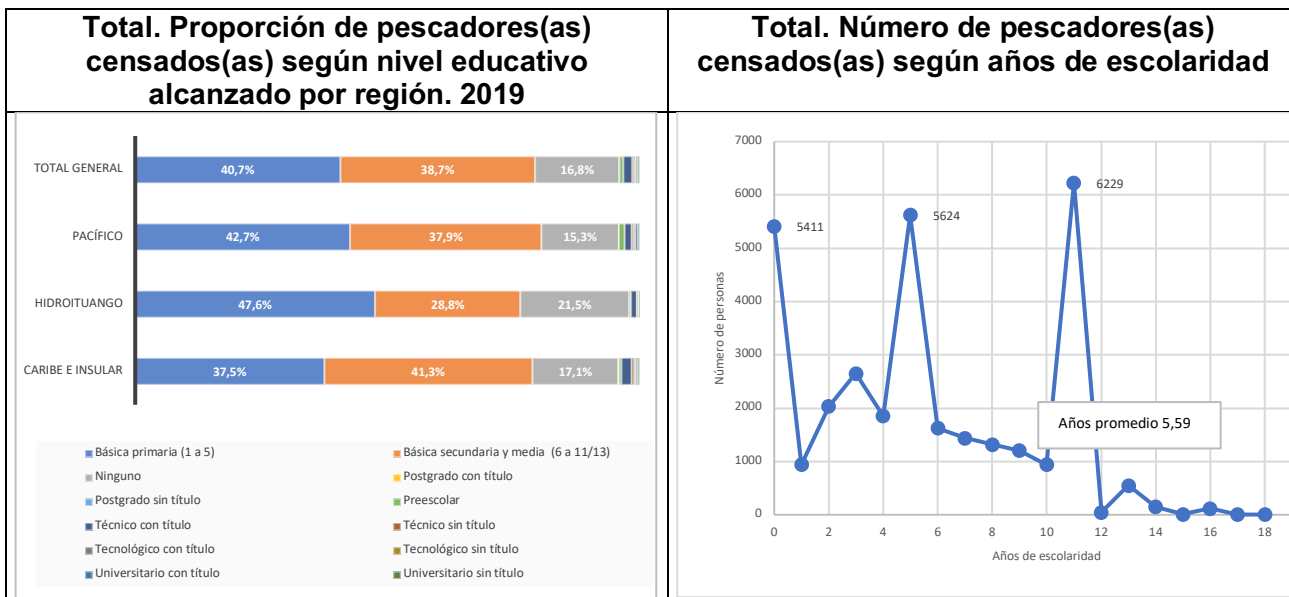 Total. Proporción de pescadores(as)
censados(as) según nivel educativo
alcanzado por región. 2019
TOTAL GENERAL
40,7%
38,7%
16,8%
PACÍFICO
42,7%
37,9%
15,3%
HIDROITUANGO
47,6%
28,8%
21,5%
CARIBE E INSULAR
37,5%
41,3%
17,1%
Básica primaria (1 a 5)
Básica secundaria y media (6 a 11/13)
Ninguno
Postgrado con título
Postgrado sin título
Preescolar
Técnico con título
Técnico sin título
Tecnológico con título
Tecnológico sin título
Universitario con título
Universitario sin título
Total. Número de pescadores(as)
censados(as) según años de escolaridad
7000
6000
5000
4000
3000
2000
1000
0
Número de personas
5411
5624
6229
Años promedio 5,59
0 2 4 6 8 10 12 14 16 18
Años de escolaridad